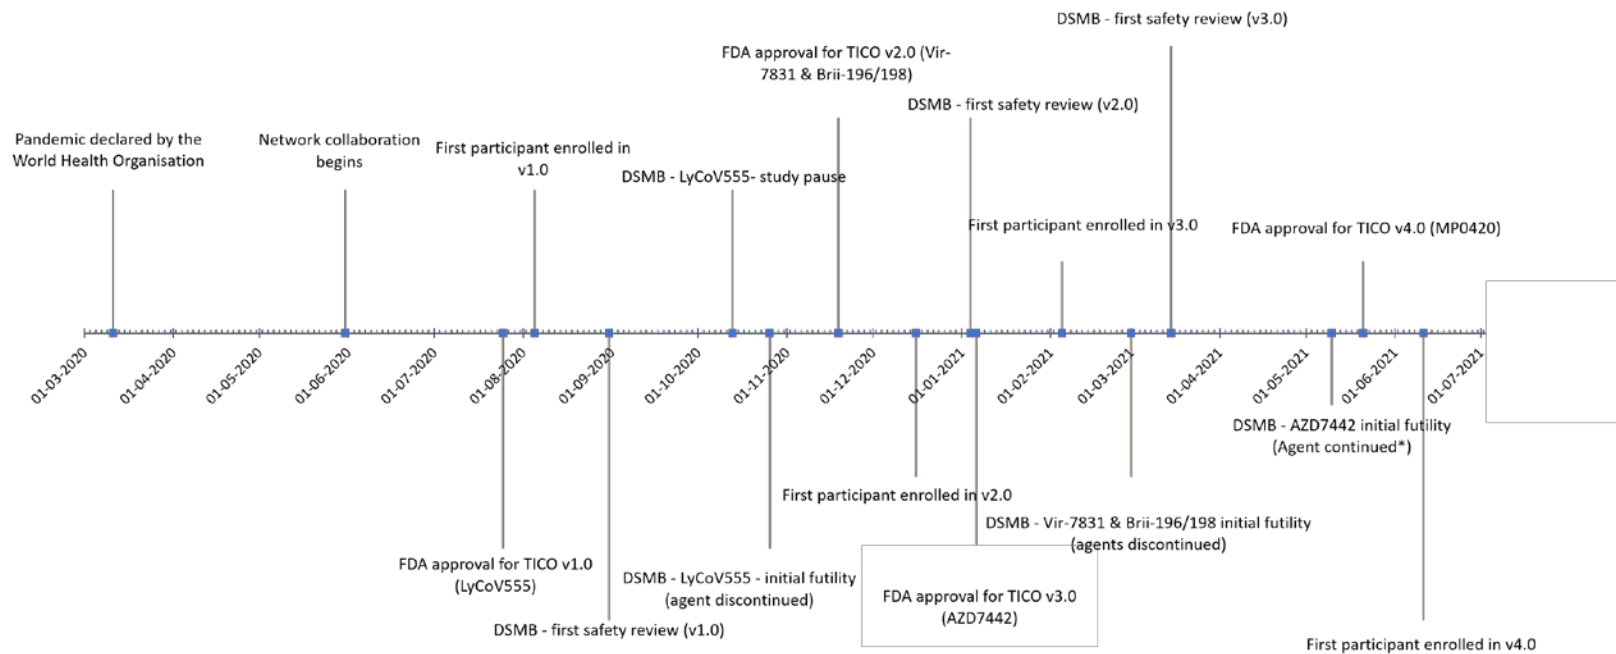 DSMB - first safety review (v3.0)
FDA approval for TICO v2.0 (Vir-
7831 & Brii-196/198)
DSMB - first safety review (v2.0)
Pandemic declared by the
World Health Organisation
Network collaboration
begins
First participant enrolled in
v1.0
DSMB - LyCoV555- study pause
First participant enrolled in v3.0
FDA approval for TICO v4.0 (MP0420)
01-03-2020
01-04-2020
01-05-2020
01-06-2020
01-07-2020
01-08-2020
01-09-2020
01-10-2020
01-11-2020
01-12-2020
01-01-2021
01-02-2021
01-03-2021
01-04-2021
01-05-2021
01-06-2021
01-07-2021
DSMB - AZD7442 initial futility
(Agent continued*)
First participant enrolled in v2.0
DSMB - Vir-7831 & Brii-196/198 initial futility
(agents discontinued)
FDA approval for TICO v1.0
(LyCoV555)
DSMB - LyCoV555 - initial futility
(agent discontinued)
FDA approval for TICO v3.0
(AZD7442)
DSMB - first safety review (v1.0)
First participant enrolled in v4.0